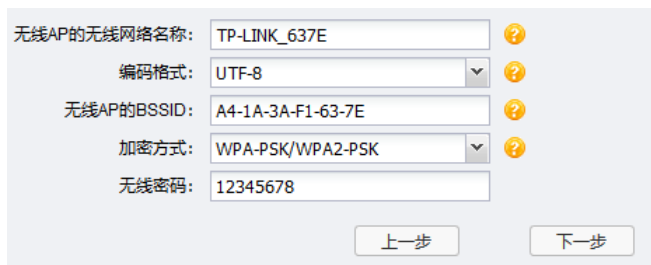 无线AP的无线网络名称: TP-LINK_637E
编码格式: UTF-8
无线AP的BSSID: A4-1A-3A-F1-63-7E
加密方式: WPA-PSK/WPA2-PSK
无线密码: 12345678
上一步 下一步